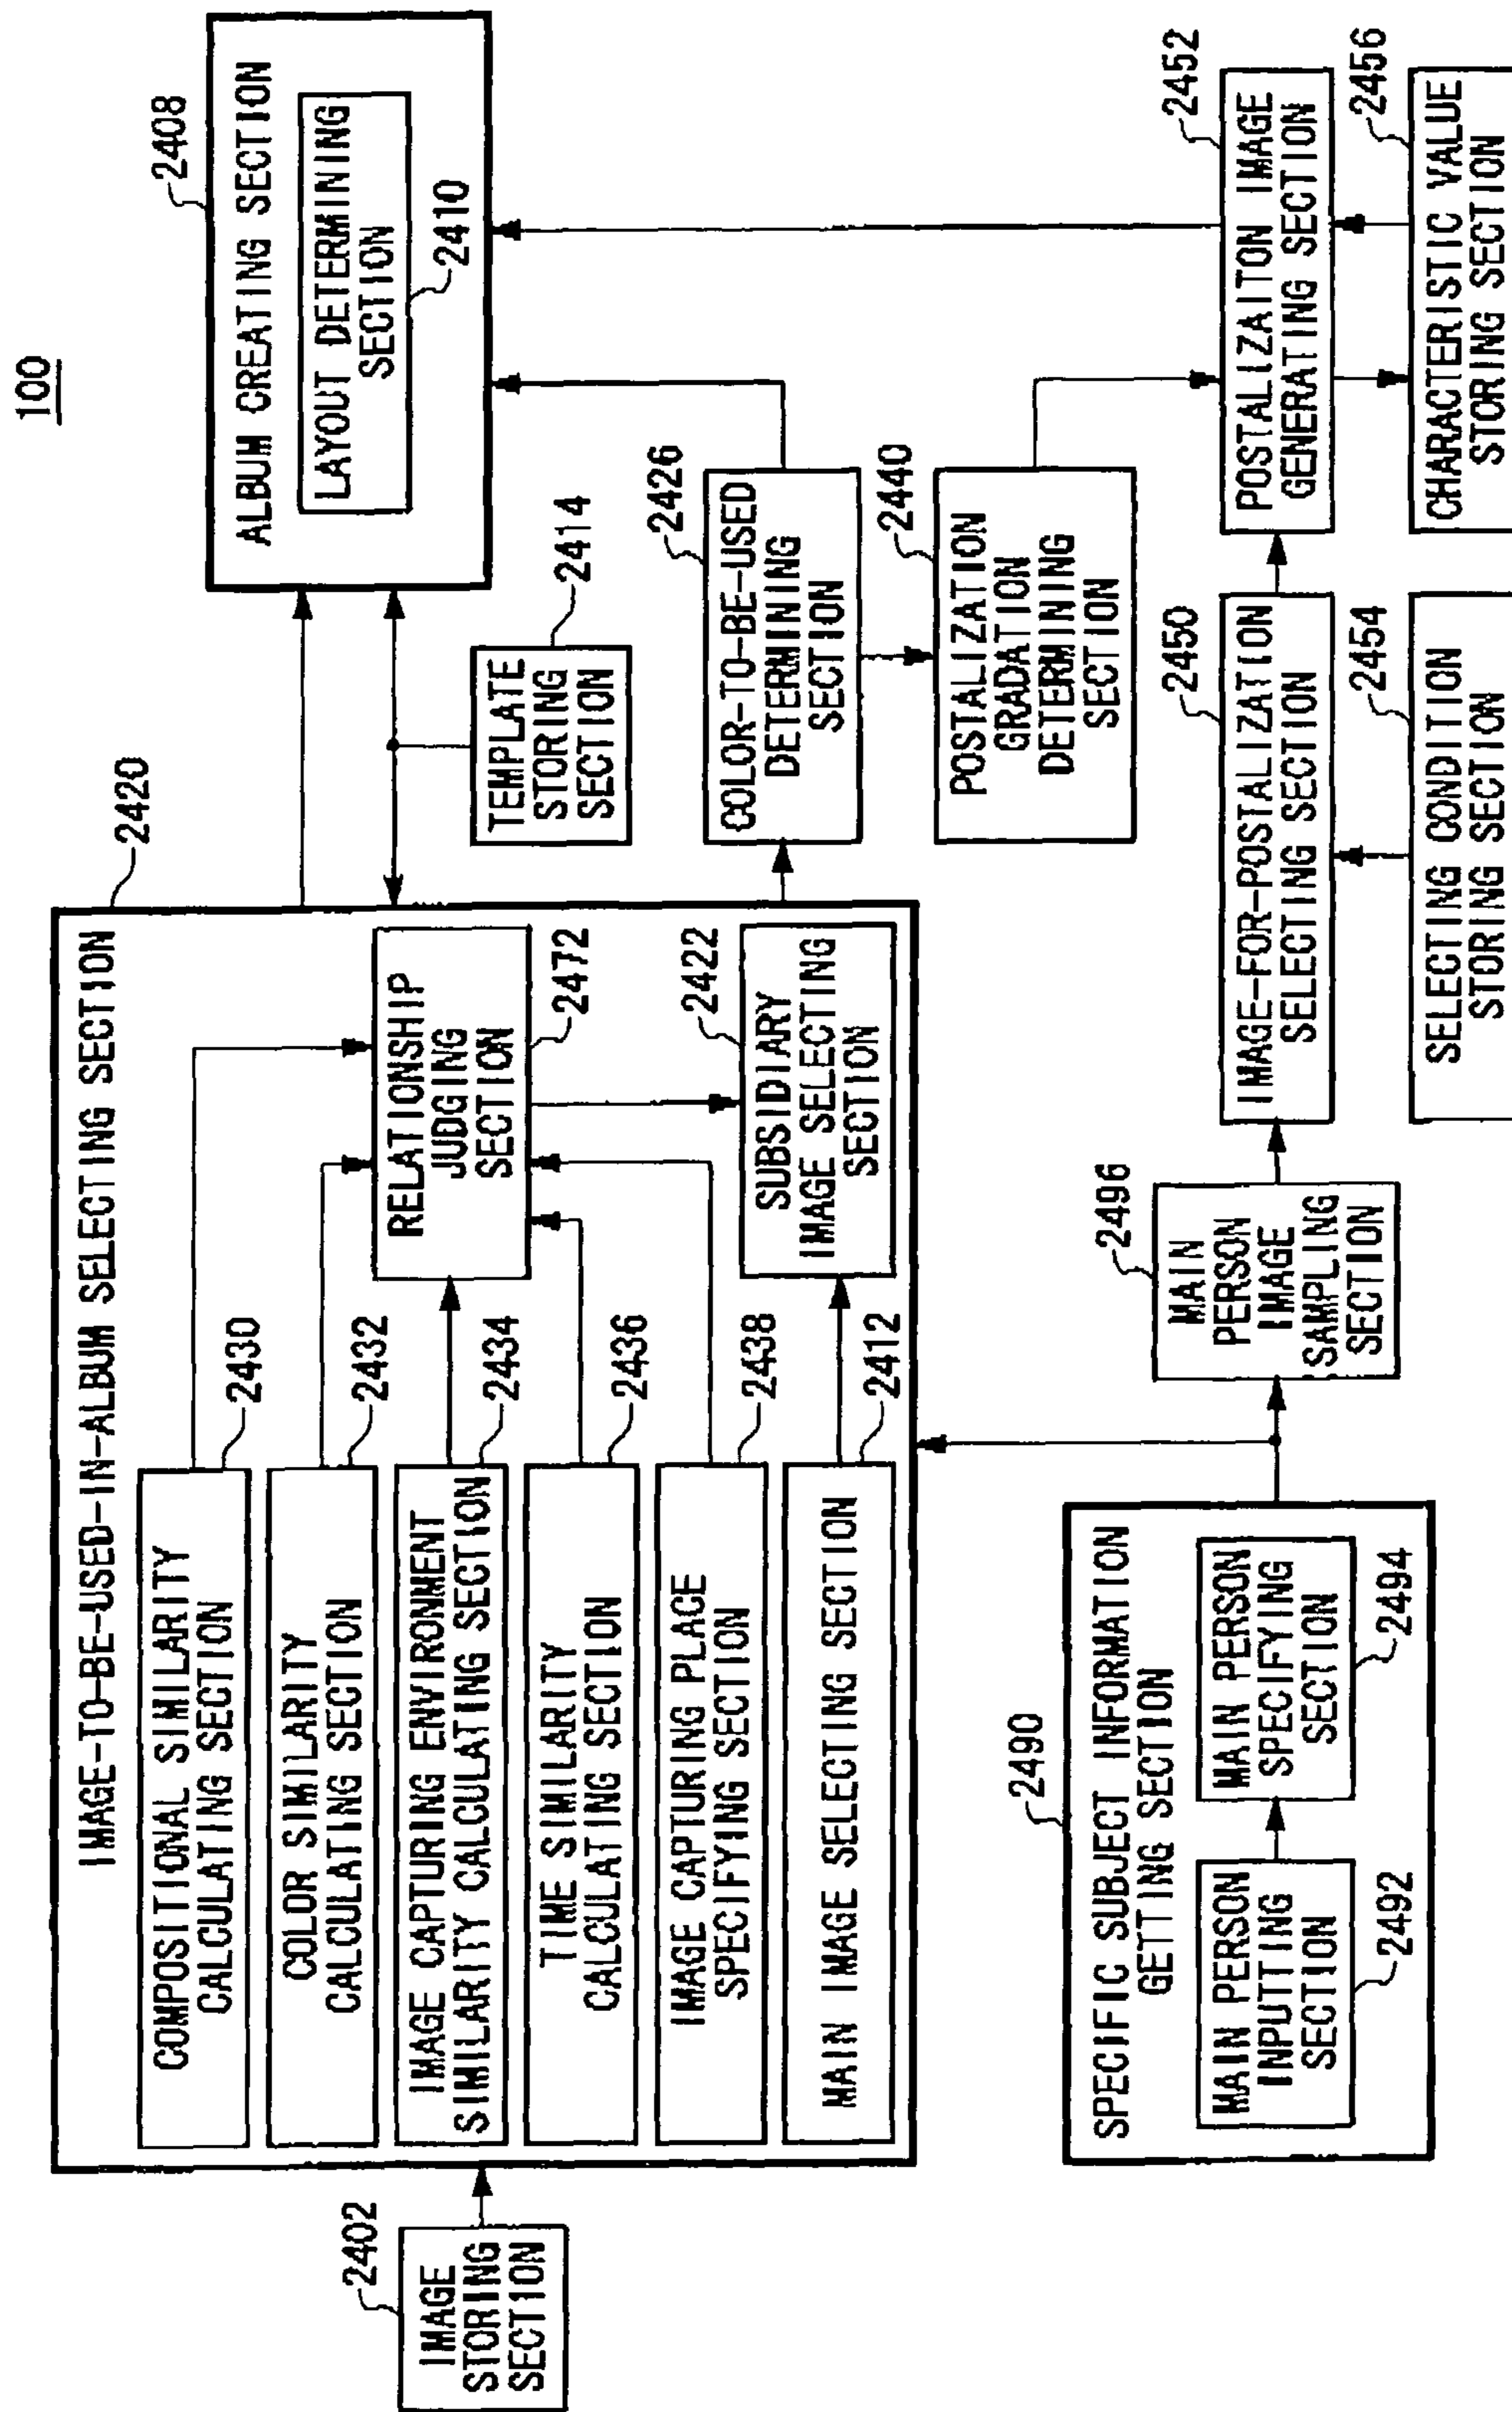 100
2408
ALBUM CREATING SECTION
LAYOUT DETERMINING
SECTION
2410
2420
IMAGE-TO-BE-USED-IN-ALBUM SELECTING SECTION
COMPOSITIONAL SIMILARITY
CALCULATING SECTION
2430
COLOR SIMILARITY
CALCULATING SECTION
2432
IMAGE CAPTURING ENVIRONMENT
SIMILARITY CALCULATING SECTION
2434
TIME SIMILARITY
CALCULATING SECTION
2436
IMAGE CAPTURING PLACE
SPECIFYING SECTION
2438
MAIN IMAGE SELECTING SECTION
2412
RELATIONSHIP
JUDGING
SECTION
2472
2422
SUBSIDIARY
IMAGE SELECTING
SECTION
2402
IMAGE
STORING
SECTION
2414
TEMPLATE
STORING
SECTION
2426
COLOR-TO-BE-USED
DETERMINING
SECTION
2440
POSTALIZATION
GRADATION
DETERMINING
SECTION
2490
SPECIFIC SUBJECT INFORMATION
GETTING SECTION
MAIN PERSON
INPUTTING
SECTION
2492
MAIN PERSON
SPECIFYING
SECTION
2494
2496
MAIN
PERSON
IMAGE
SAMPLING
SECTION
2450
IMAGE-FOR-POSTALIZATION
SELECTING SECTION
2454
SELECTING CONDITION
STORING SECTION
2452
POSTALIZAITON IMAGE
GENERATING SECTION
2456
CHARACTERISTIC VALUE
STORING SECTION